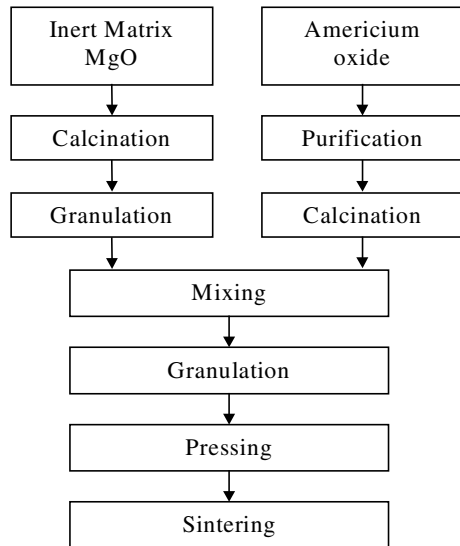 Inert Matrix
MgO
Americium
oxide
Calcination
Purification
Granulation
Calcination
Mixing
Granulation
Pressing
Sintering